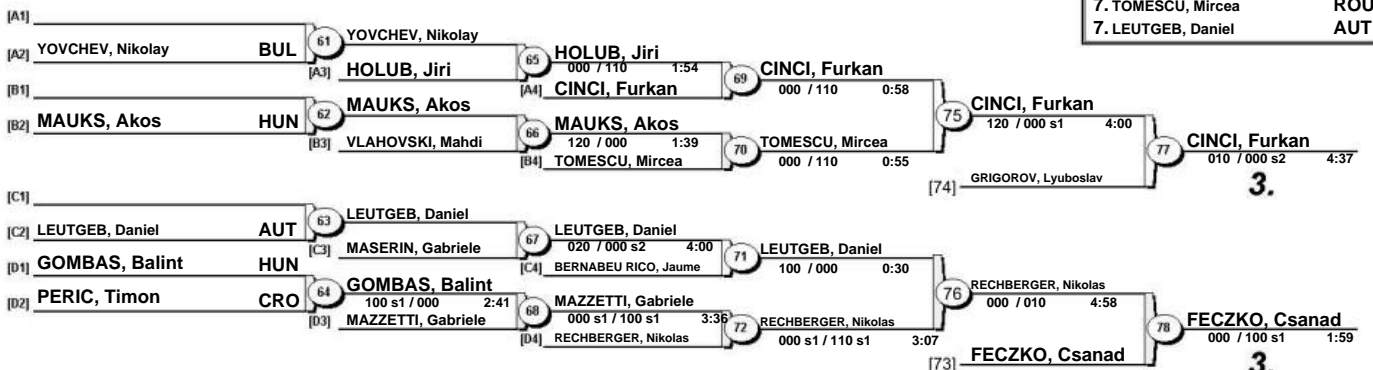 7. TOMESCU, Mircea ROU
7. LEUTGEB, Daniel AUT
[A1]
[A2] YOVCHEV, Nikolay BUL
61 YOVCHEV, Nikolay
[A3] HOLUB, Jiri
65 HOLUB, Jiri
000 / 110 1:54
[A4] CINCI, Furkan
69 CINCI, Furkan
000 / 110 0:58
[B1]
[B2] MAUKS, Akos HUN
62 MAUKS, Akos
[B3] VLAHOVSKI, Mahdi
66 MAUKS, Akos
120 / 000 1:39
[B4] TOMESCU, Mircea
70 TOMESCU, Mircea
000 / 110 0:55
75 CINCI, Furkan
120 / 000 s1 4:00
[74] GRIGOROV, Lyuboslav
77 CINCI, Furkan
010 / 000 s2 4:37
3.
[C1]
[C2] LEUTGEB, Daniel AUT
63 LEUTGEB, Daniel
[C3] MASERIN, Gabriele
67 LEUTGEB, Daniel
020 / 000 s2 4:00
[C4] BERNABEU RICO, Jaume
71 LEUTGEB, Daniel
100 / 000 0:30
[D1] GOMBAS, Balint HUN
[D2] PERIC, Timon CRO
64 GOMBAS, Balint
100 s1 / 000 2:41
[D3] MAZZETTI, Gabriele
68 MAZZETTI, Gabriele
000 s1 / 100 s1 3:36
[D4] RECHBERGER, Nikolas
72 RECHBERGER, Nikolas
000 s1 / 110 s1 3:07
76 RECHBERGER, Nikolas
000 / 010 4:58
[73] FECZKO, Csanad
78 FECZKO, Csanad
000 / 100 s1 1:59
3.